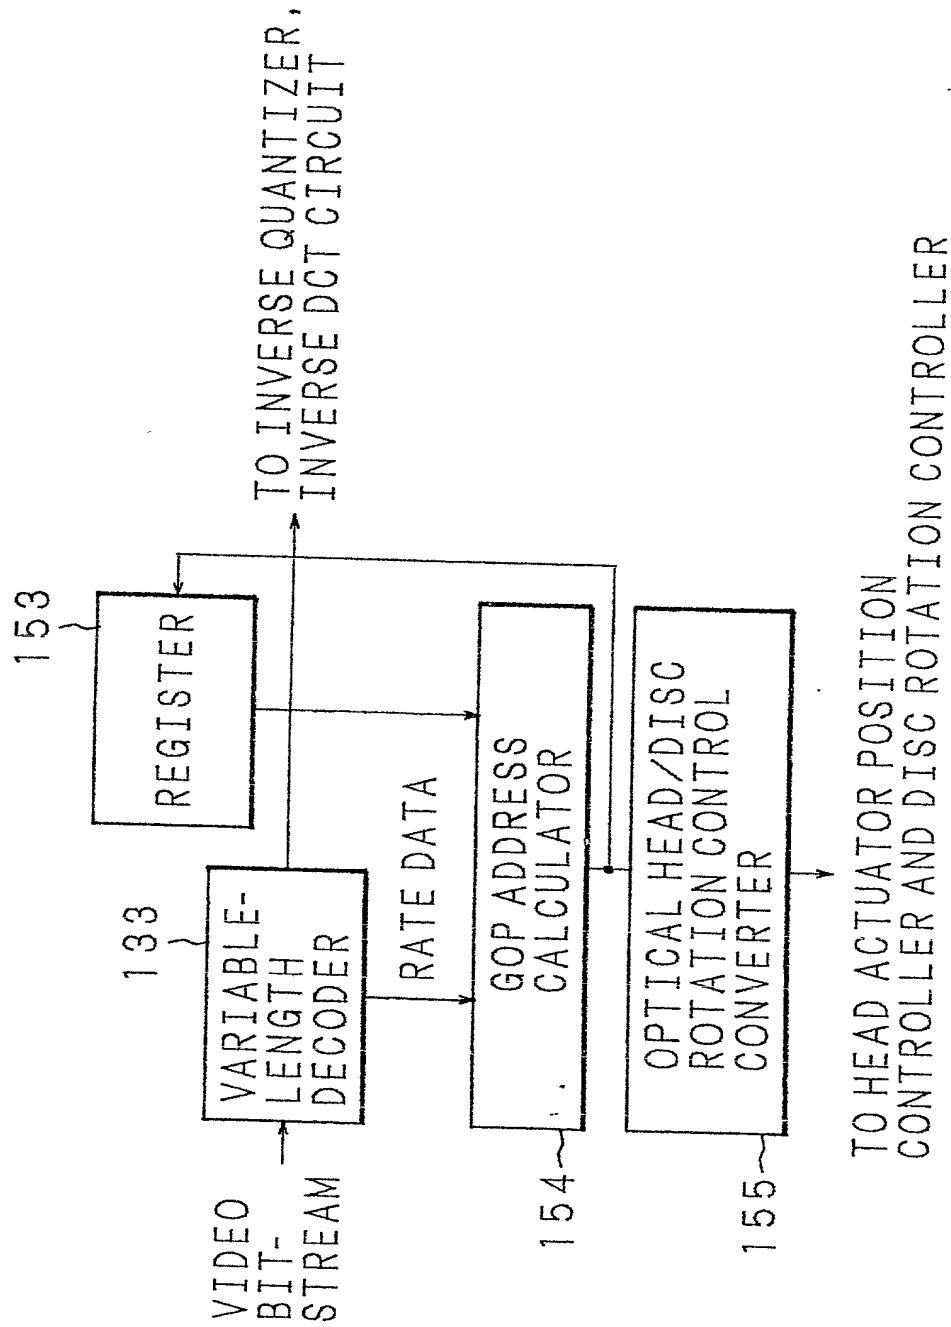 153
REGISTER
133
VARIABLE-
LENGTH
DECODER
VIDEO
BIT-
STREAM
TO INVERSE QUANTIZER,
INVERSE DCT CIRCUIT
RATE DATA
GOP ADDRESS
CALCULATOR
154
OPTICAL HEAD/DISC
ROTATION CONTROL
CONVERTER
155
TO HEAD ACTUATOR POSITION
CONTROLLER AND DISC ROTATION CONTROLLER